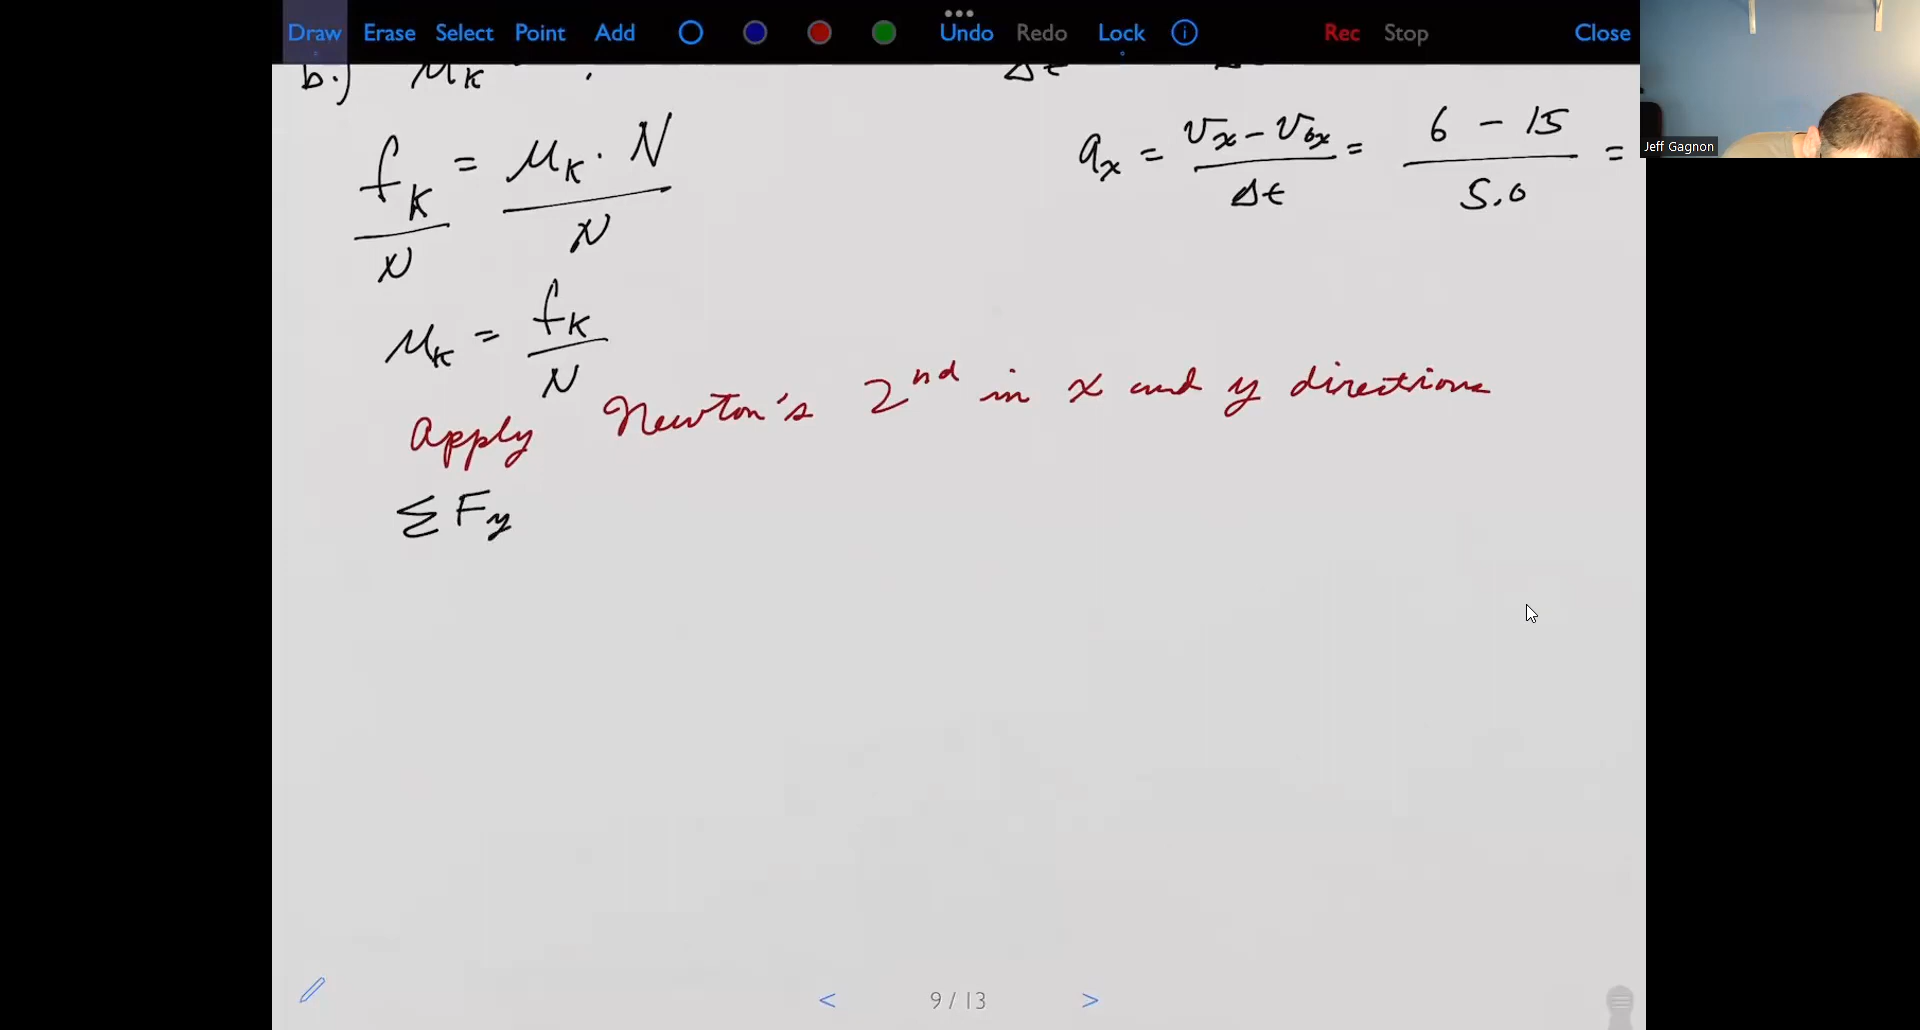 Draw Erase Select Point Add Undo Redo Lock Rec Stop Close
b.) μk = ?
Δt
fk/N = μk · N/N
ax = vx - v0x/Δt = 6 - 15/5.0 =
Jeff Gagnon
μk = fk/N
Apply Newton's 2nd in x and y directions
ΣFy
< 9 / 13 >